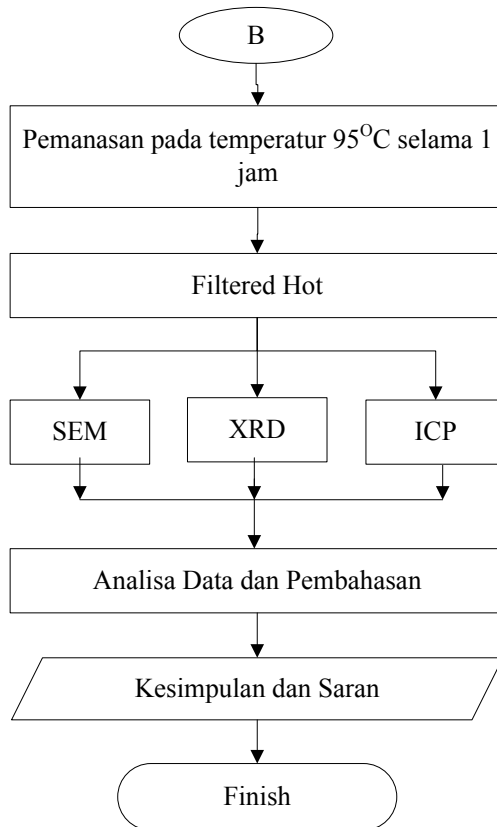 B
Pemanasan pada temperatur 95ᴼC selama 1
jam
Filtered Hot
SEM
XRD
ICP
Analisa Data dan Pembahasan
Kesimpulan dan Saran
Finish